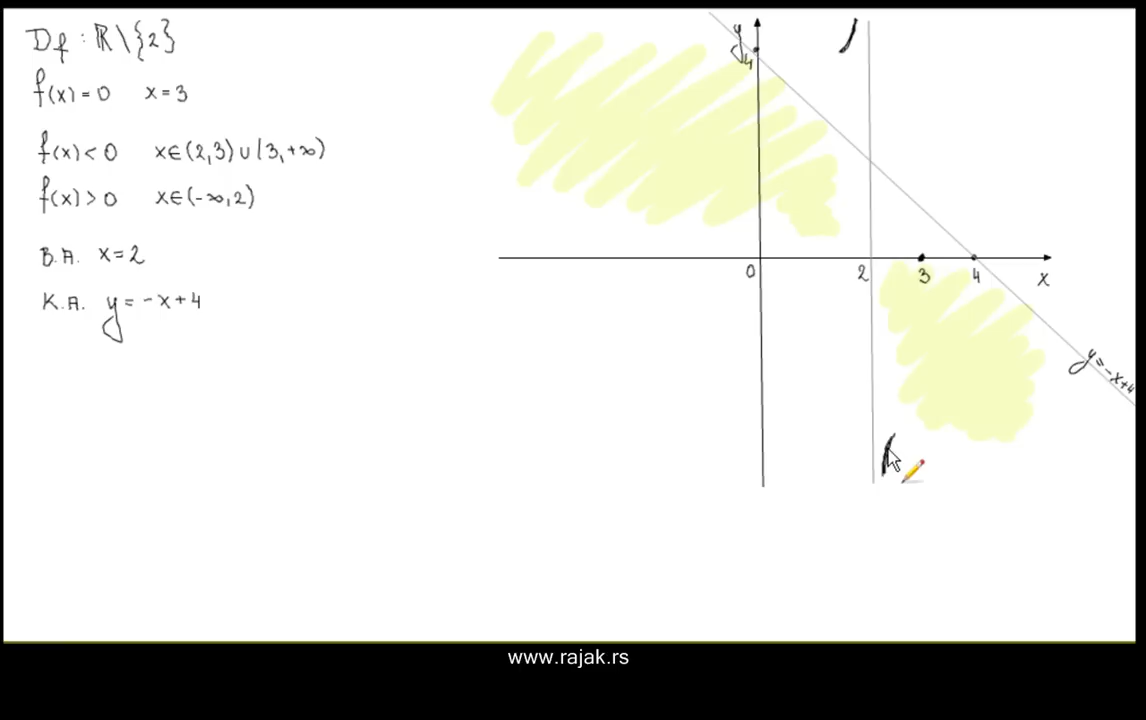 Df : ℝ\{2}
f(x) = 0 x = 3
f(x) < 0 x∈(2,3) ∪ (3,+∞)
f(x) > 0 x∈(-∞,2)
B.A. x = 2
K.A. y = -x+4
y
4
0
2
3
4
x
y = -x+4
www.rajak.rs